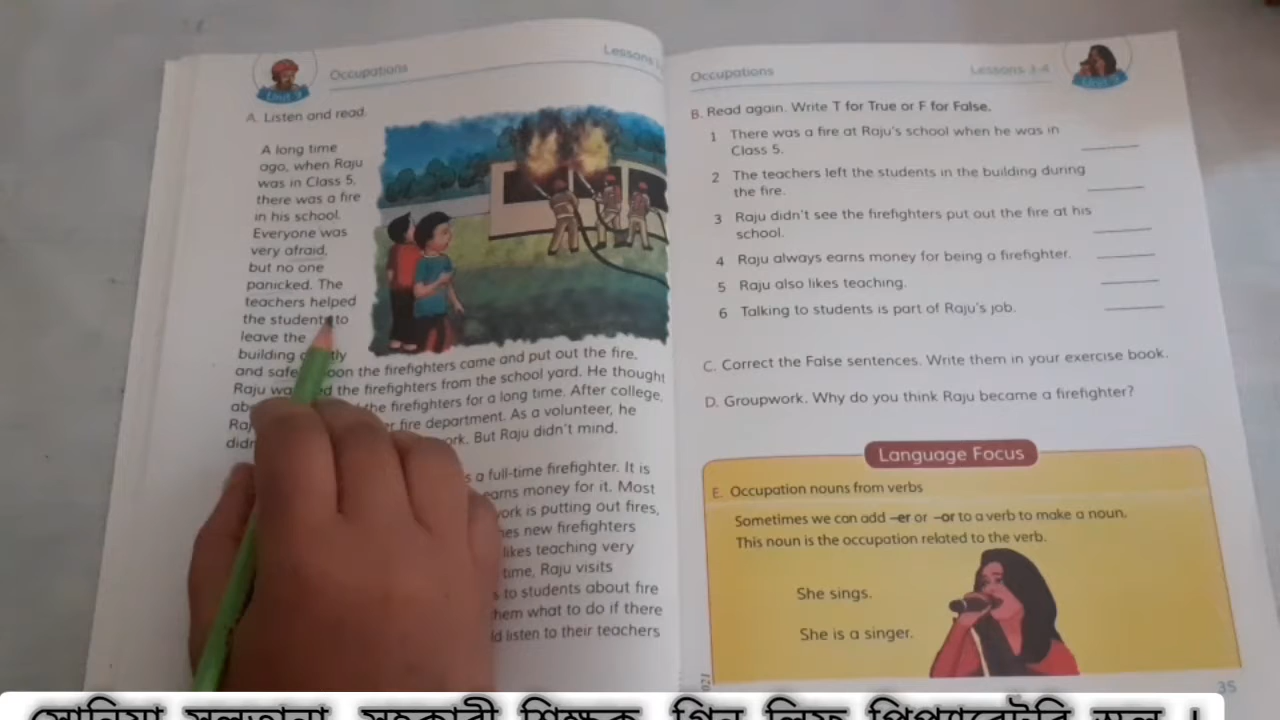 Occupations
Lessons
A. Listen and read.
A long time
ago, when Raju
was in Class 5,
there was a fire
in his school.
Everyone was
very afraid,
but no one
panicked. The
teachers helped
the students to
leave the
building
and safe oon the firefighters came and put out the fire.
Raju wa ed the firefighters from the school yard. He thought
the firefighters for a long time. After college,
fire department. As a volunteer, he
ork. But Raju didn't mind.
s a full-time firefighter. It is
earns money for it. Most
work is putting out fires,
hes new firefighters
likes teaching very
time, Raju visits
s to students about fire
hem what to do if there
ld listen to their teachers
Occupations
Lessons 1-4
B. Read again. Write T for True or F for False.
1 There was a fire at Raju's school when he was in
Class 5.
2 The teachers left the students in the building during
the fire.
3 Raju didn't see the firefighters put out the fire at his
school.
4 Raju always earns money for being a firefighter.
5 Raju also likes teaching.
6 Talking to students is part of Raju's job.
C. Correct the False sentences. Write them in your exercise book.
D. Groupwork. Why do you think Raju became a firefighter?
Language Focus
E. Occupation nouns from verbs
Sometimes we can add –er or –or to a verb to make a noun.
This noun is the occupation related to the verb.
She sings.
She is a singer.
35
সোনিয়া সুলতানা, সহকারী শিক্ষক,